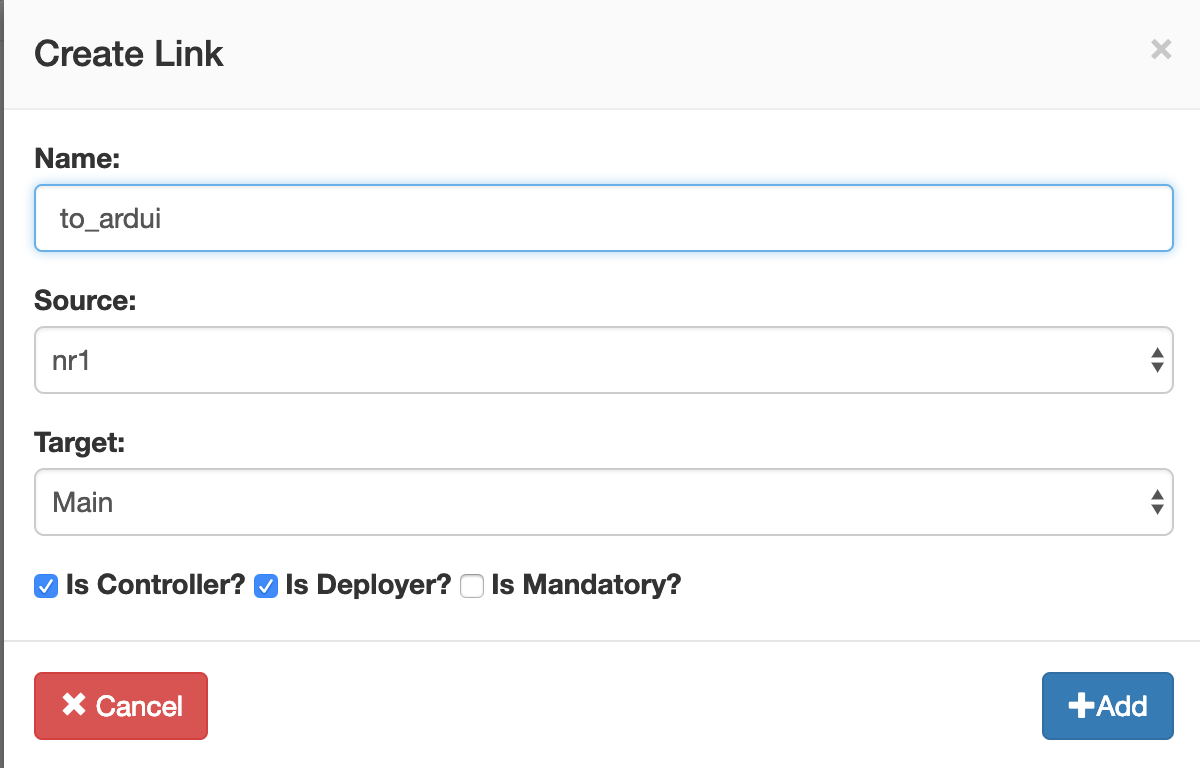 Create Link
Name:
to_ardui
Source:
nr1
Target:
Main
Is Controller? Is Deployer? Is Mandatory?
Cancel Add